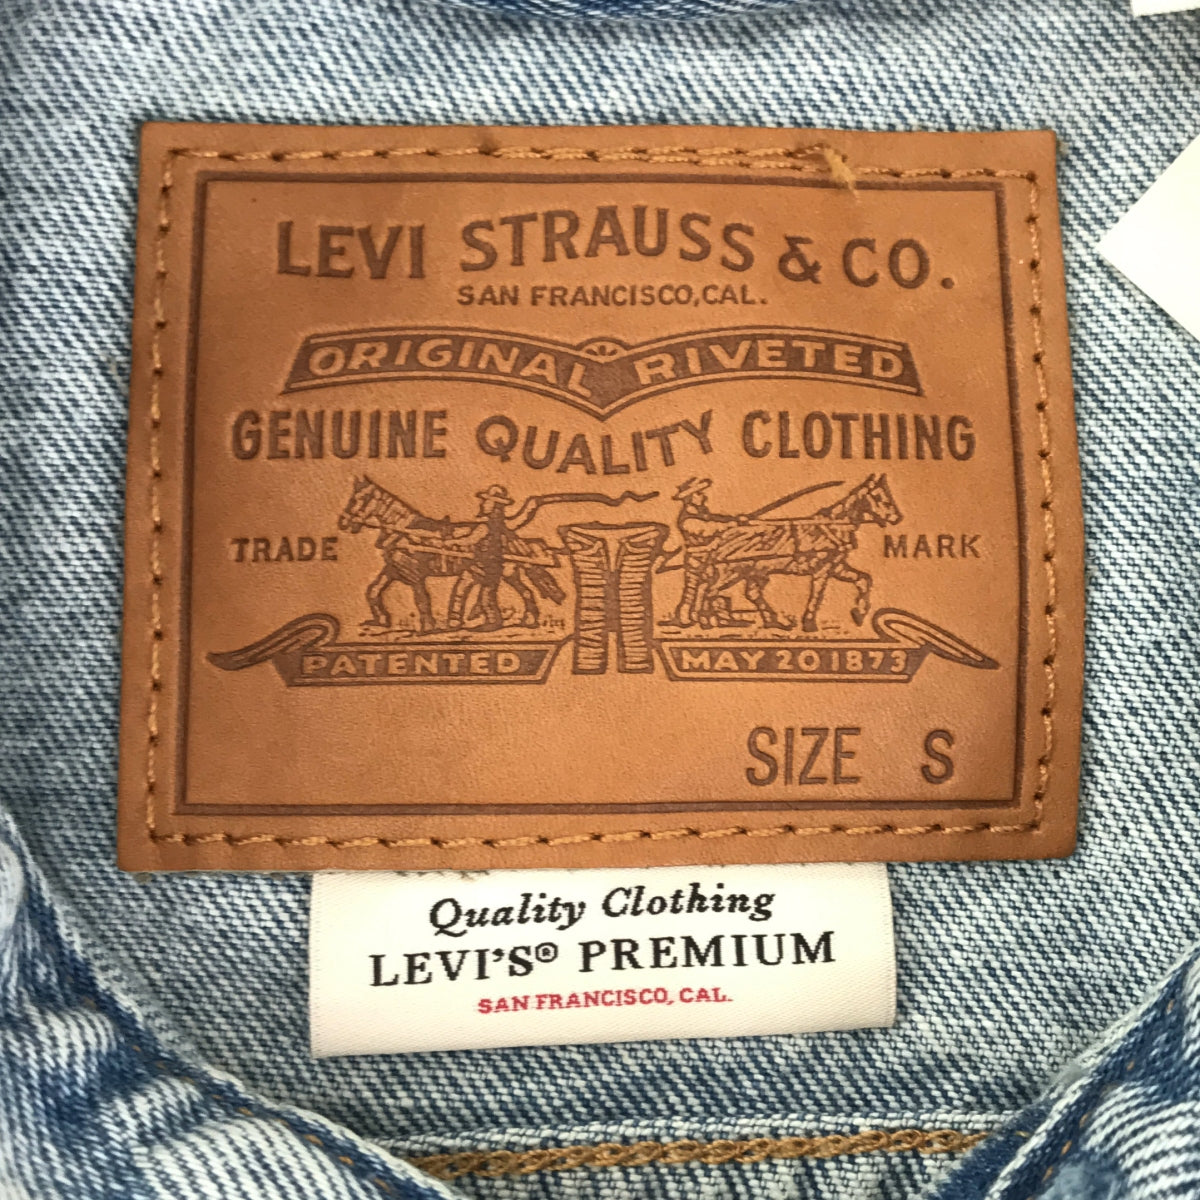 LEVI STRAUSS & CO.
SAN FRANCISCO, CAL.
ORIGINAL RIVETED
GENUINE QUALITY CLOTHING
TRADE MARK
PATENTED MAY 20 1873
SIZE S
Quality Clothing
LEVI'S® PREMIUM
SAN FRANCISCO, CAL.